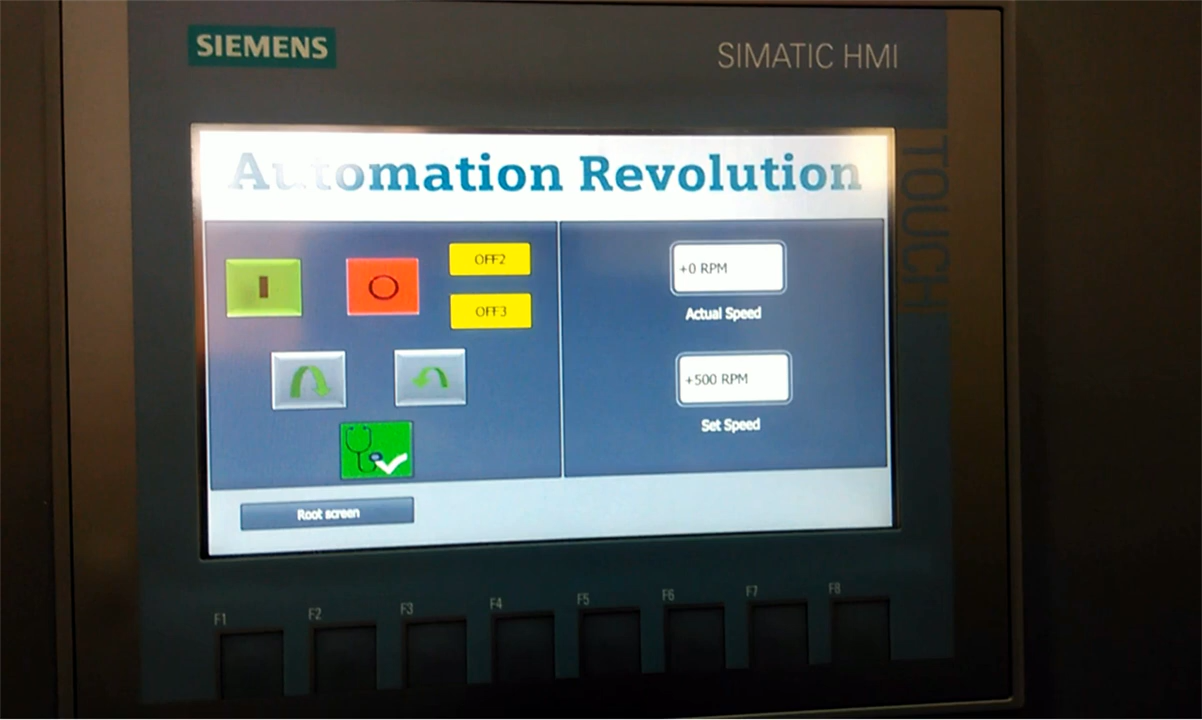 SIEMENS
SIMATIC HMI
TOUCH
Automation Revolution
I
O
OFF2
OFF3
+0 RPM
Actual Speed
+500 RPM
Set Speed
Root screen
F1 F2 F3 F4 F5 F6 F7 F8